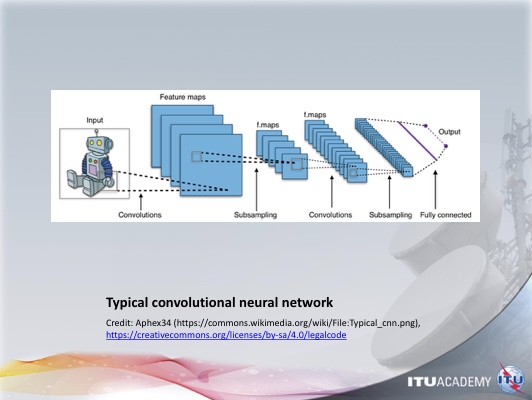 Feature maps
Input
f.maps
f.maps
Output
Convolutions
Subsampling
Convolutions
Subsampling
Fully connected
Typical convolutional neural network
Credit: Aphex34 (https://commons.wikimedia.org/wiki/File:Typical_cnn.png),
https://creativecommons.org/licenses/by-sa/4.0/legalcode
ITUACADEMY
ITU